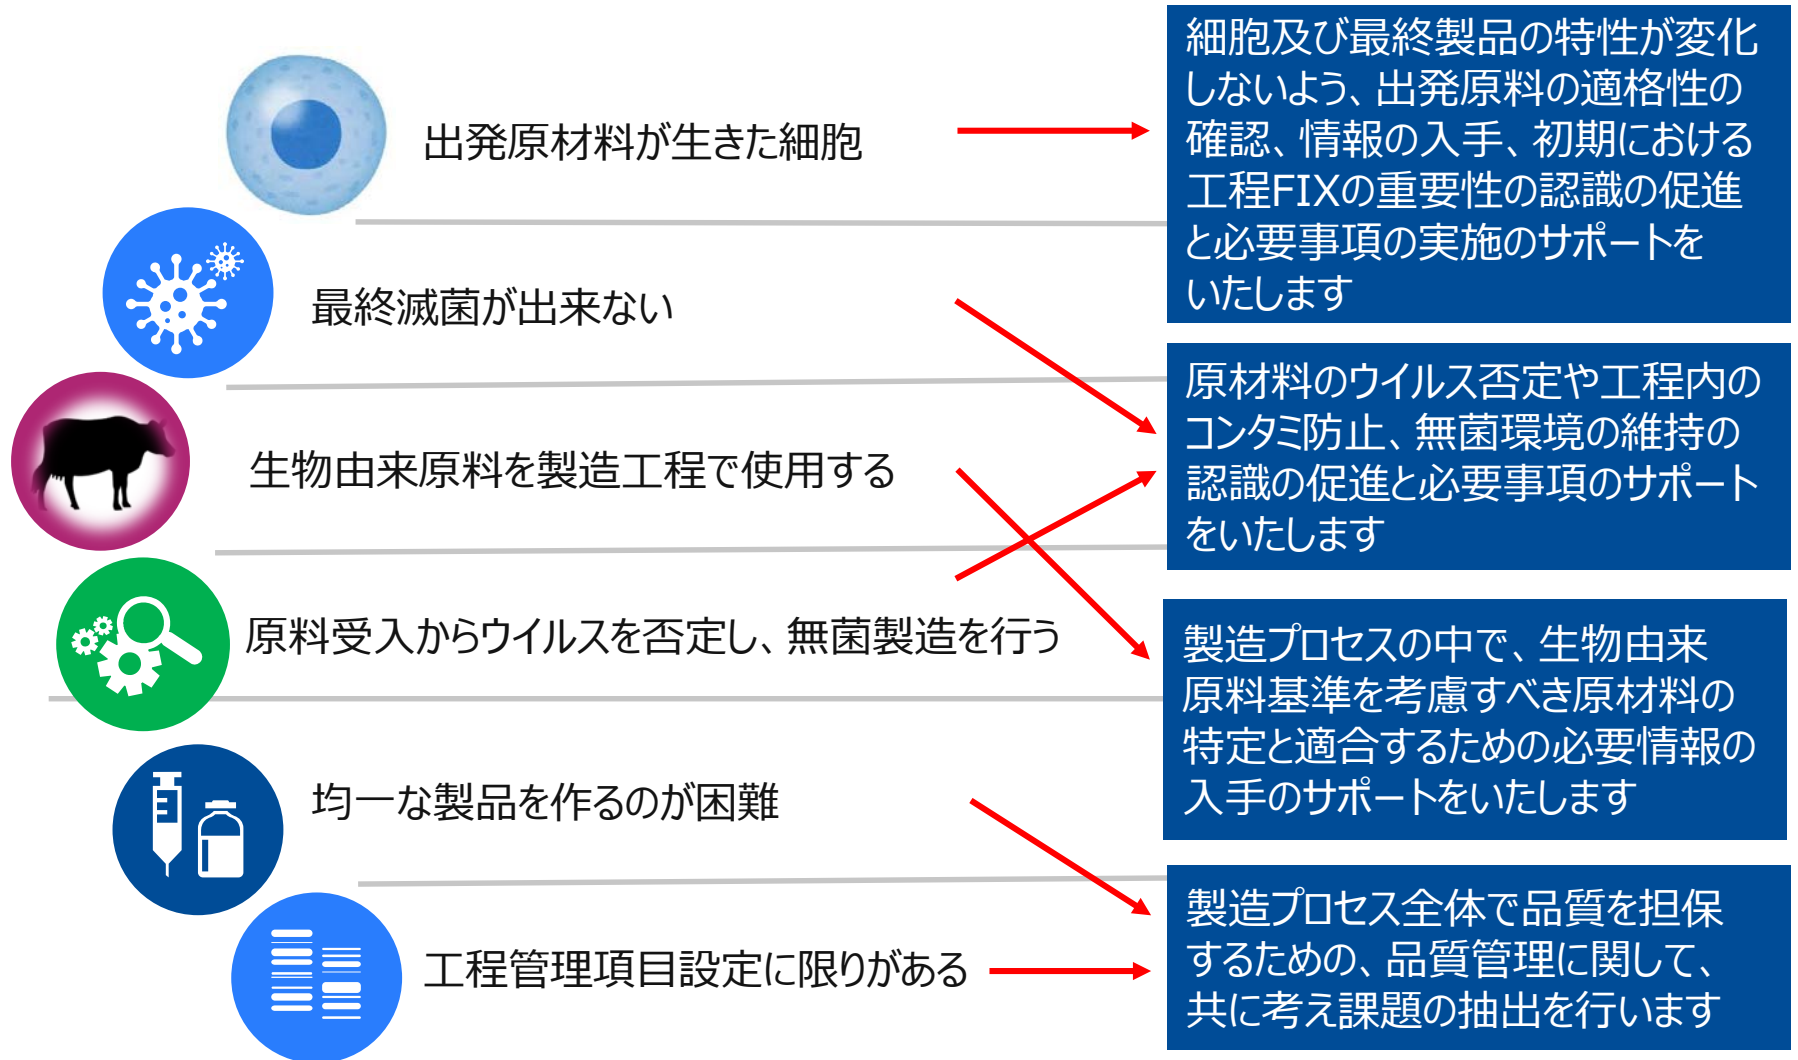 出発原材料が生きた細胞
最終滅菌が出来ない
生物由来原料を製造工程で使用する
原料受入からウイルスを否定し、無菌製造を行う
均一な製品を作るのが困難
工程管理項目設定に限りがある
細胞及び最終製品の特性が変化
しないよう、出発原料の適格性の
確認、情報の入手、初期における
工程FIXの重要性の認識の促進
と必要事項の実施のサポートを
いたします
原材料のウイルス否定や工程内の
コンタミ防止、無菌環境の維持の
認識の促進と必要事項のサポート
をいたします
製造プロセスの中で、生物由来
原料基準を考慮すべき原材料の
特定と適合するための必要情報の
入手のサポートをいたします
製造プロセス全体で品質を担保
するための、品質管理に関して、
共に考え課題の抽出を行います